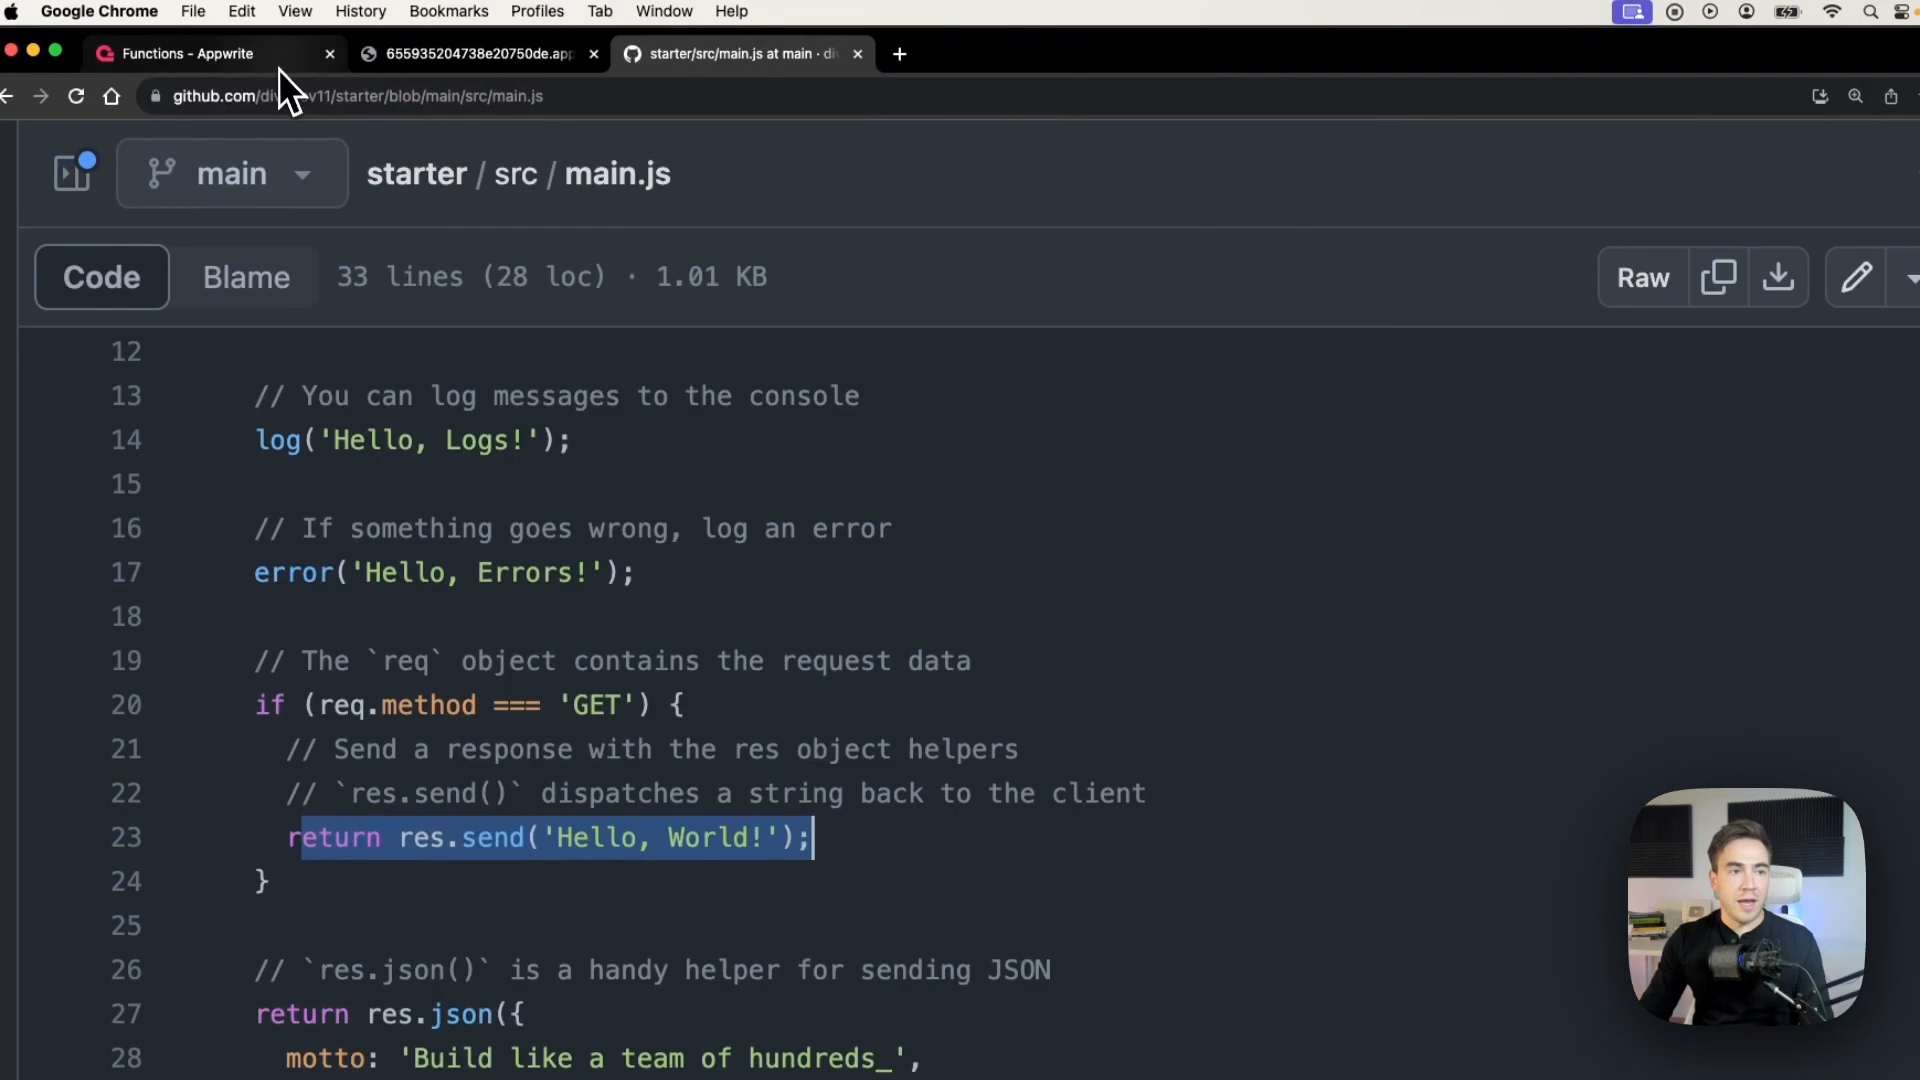 Google Chrome File Edit View History Bookmarks Profiles Tab Window Help
Functions - Appwrite 655935204738e20750de.app starter/src/main.js at main · di
github.com/di v11/starter/blob/main/src/main.js
main starter / src / main.js
Code Blame 33 lines (28 loc) · 1.01 KB Raw
12
13 // You can log messages to the console
14 log('Hello, Logs!');
15
16 // If something goes wrong, log an error
17 error('Hello, Errors!');
18
19 // The `req` object contains the request data
20 if (req.method === 'GET') {
21 // Send a response with the res object helpers
22 // `res.send()` dispatches a string back to the client
23 return res.send('Hello, World!');
24 }
25
26 // `res.json()` is a handy helper for sending JSON
27 return res.json({
28 motto: 'Build like a team of hundreds_',